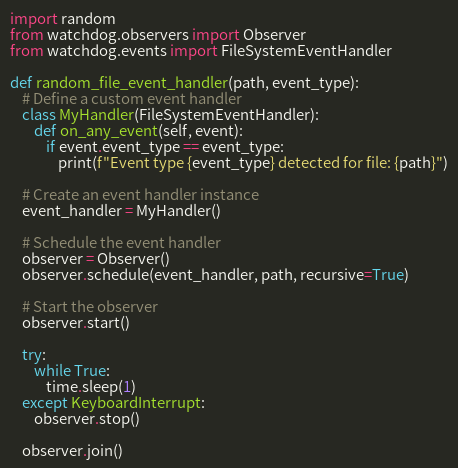 import random
from watchdog.observers import Observer
from watchdog.events import FileSystemEventHandler

def random_file_event_handler(path, event_type):
    # Define a custom event handler
    class MyHandler(FileSystemEventHandler):
        def on_any_event(self, event):
            if event.event_type == event_type:
                print(f"Event type {event_type} detected for file: {path}")

    # Create an event handler instance
    event_handler = MyHandler()

    # Schedule the event handler
    observer = Observer()
    observer.schedule(event_handler, path, recursive=True)

    # Start the observer
    observer.start()

    try:
        while True:
            time.sleep(1)
    except KeyboardInterrupt:
        observer.stop()

    observer.join()